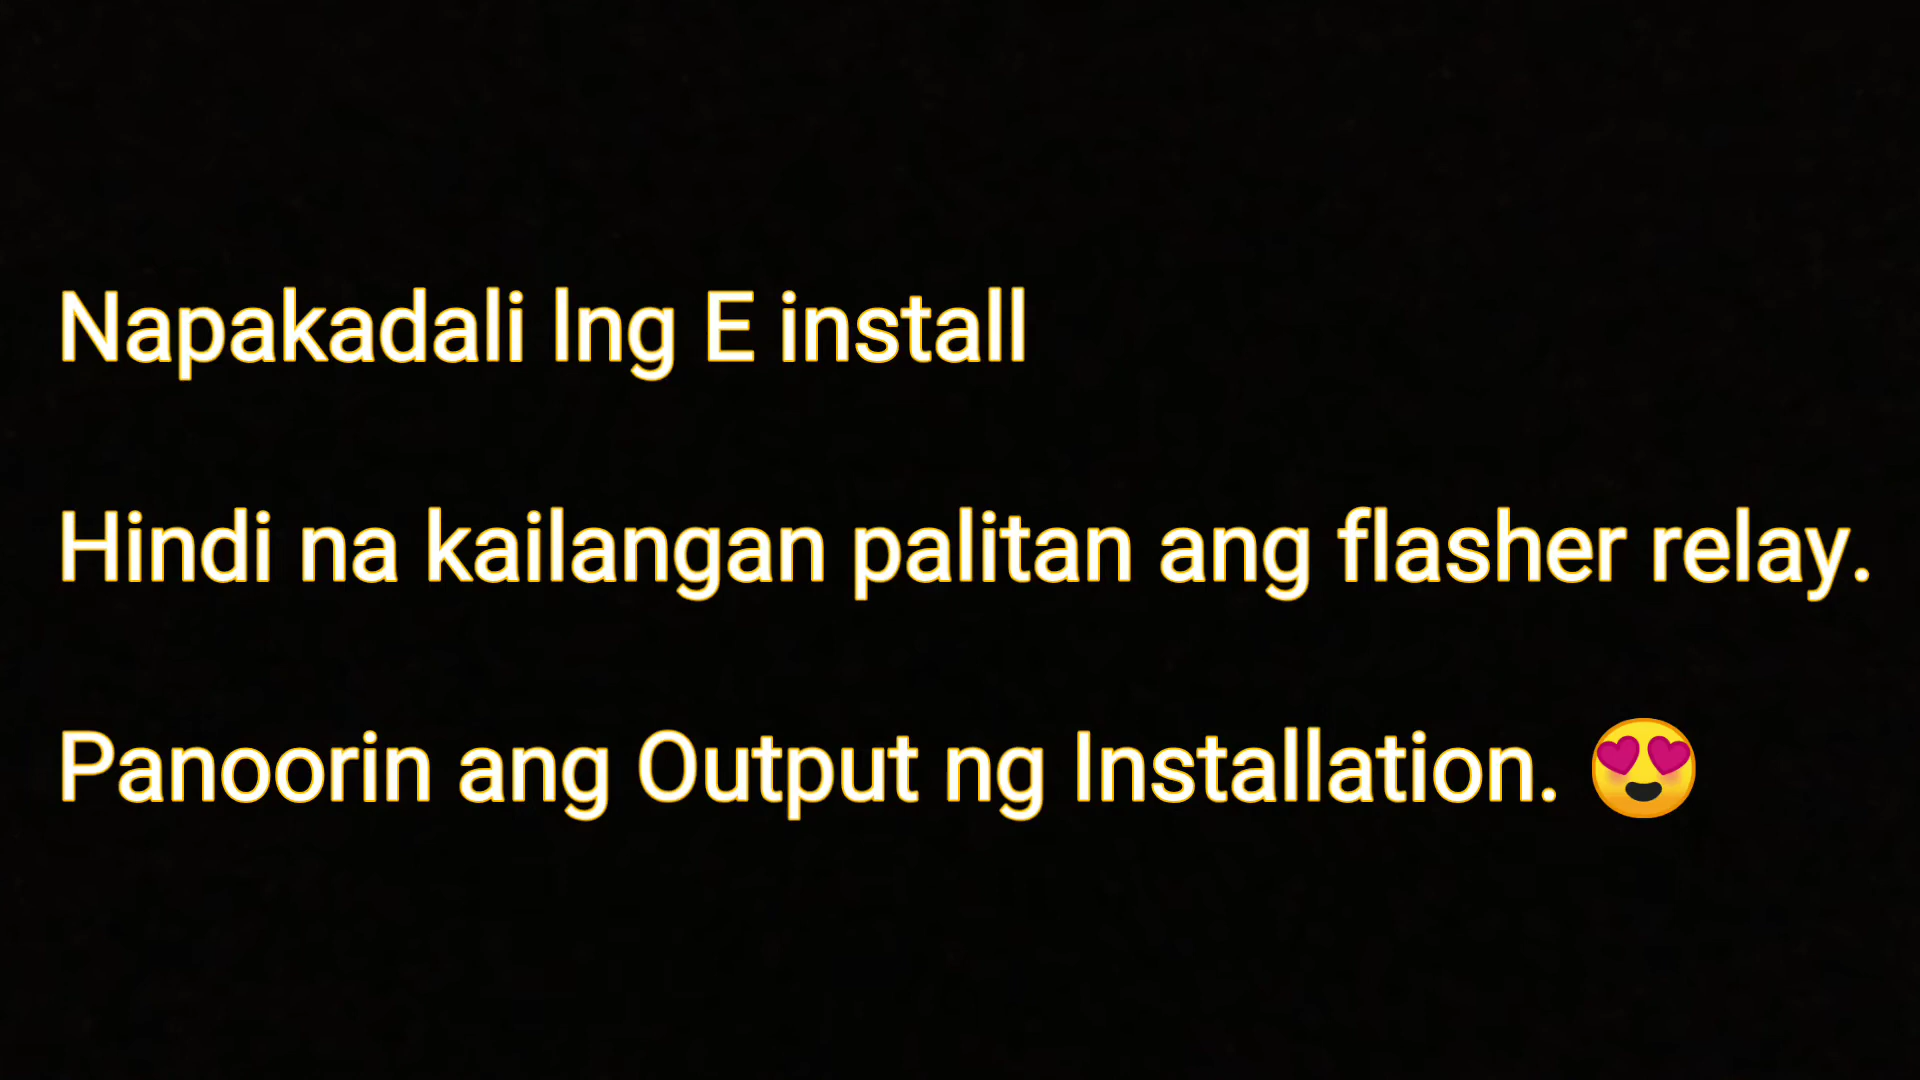 Napakadali lng E install
Hindi na kailangan palitan ang flasher relay.
Panoorin ang Output ng Installation. 😍